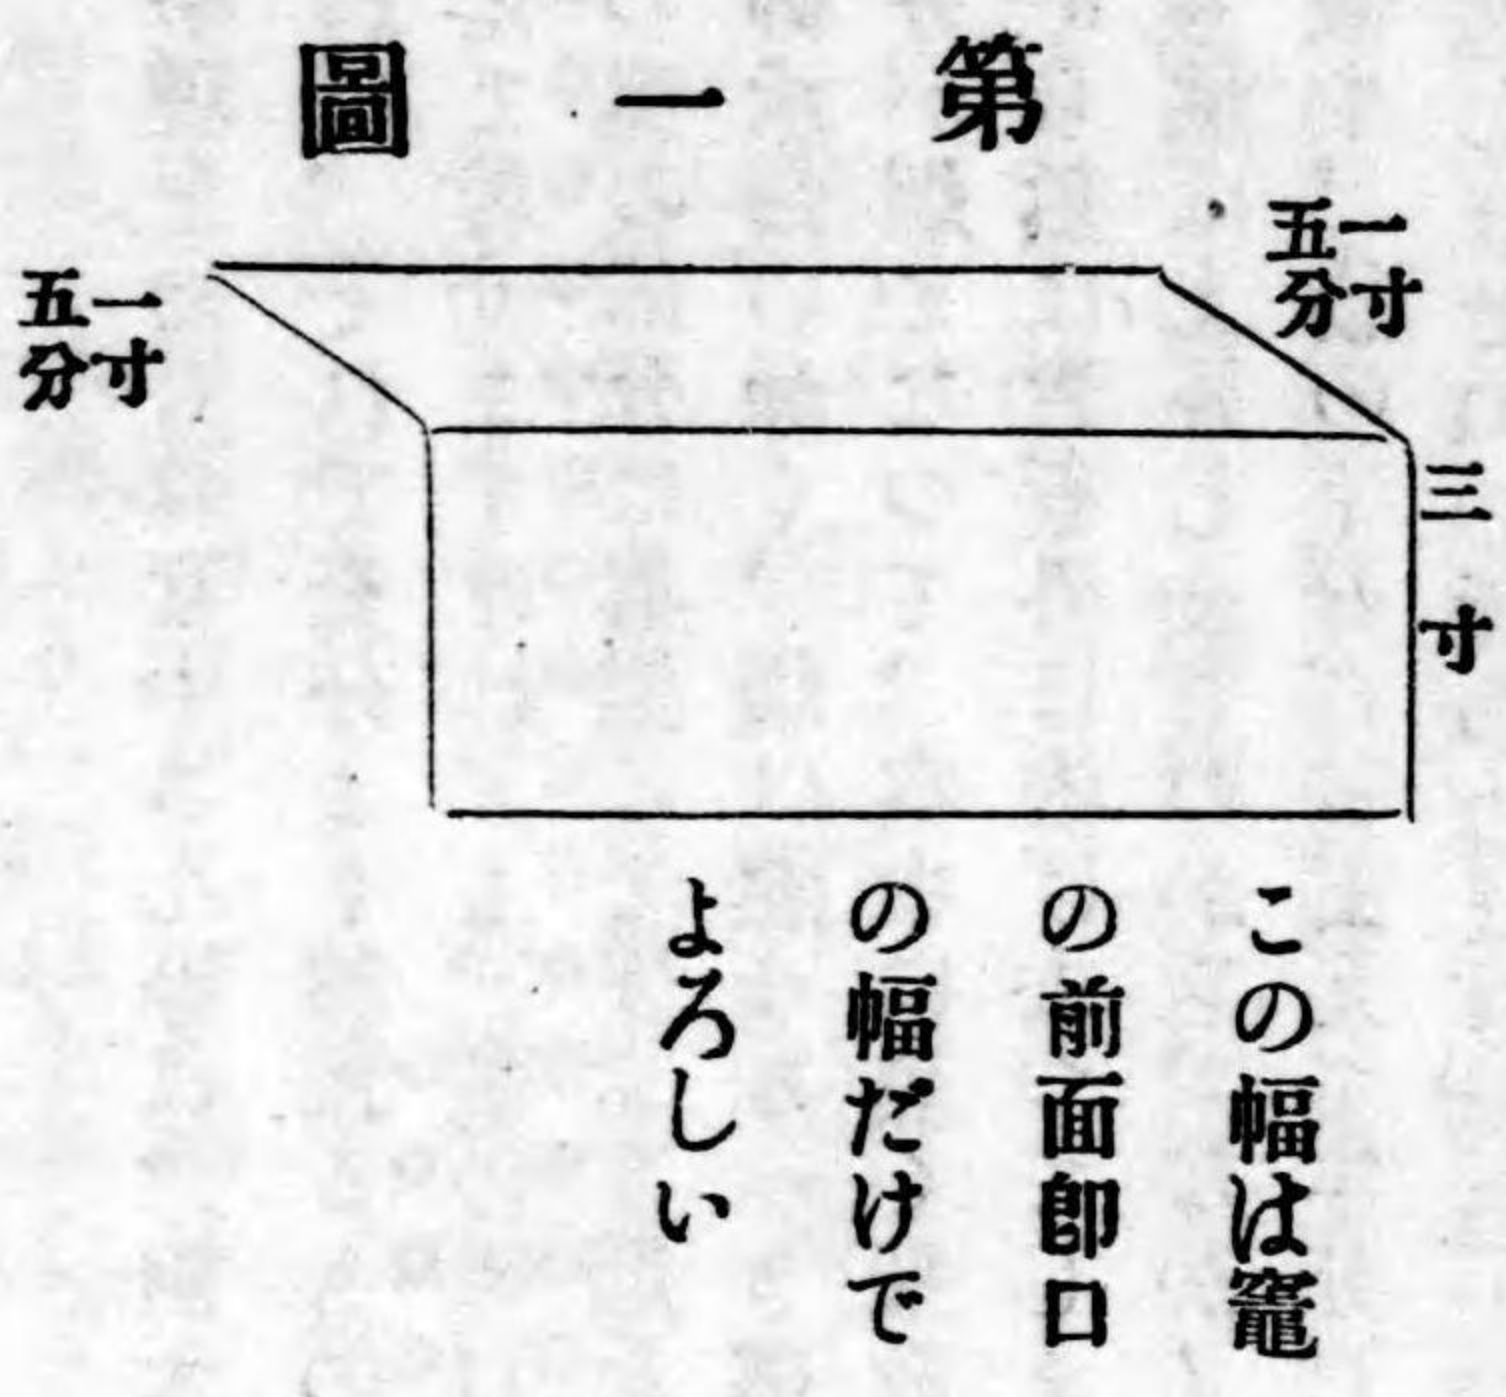 第一圖
一寸
五分
三寸
一寸
五分
この幅は竈
の前面卽口
の幅だけで
よろしい